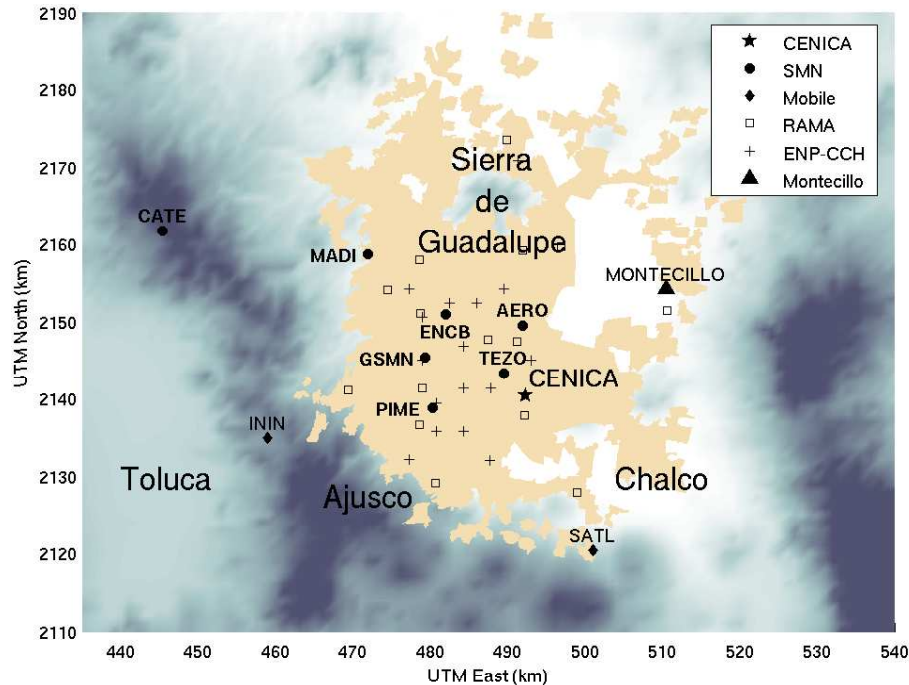 2190
2180
2170
2160
2150
2140
2130
2120
2110
UTM North (km)
CENICA
SMN
Mobile
RAMA
ENP-CCH
Montecillo
Sierra
de
Guadalupe
CATE
MADI
MONTECILLO
AERO
ENCB
GSMN
TEZO
CENICA
PIME
ININ
Toluca
Ajusco
Chalco
SATL
440 450 460 470 480 490 500 510 520 530 540
UTM East (km)